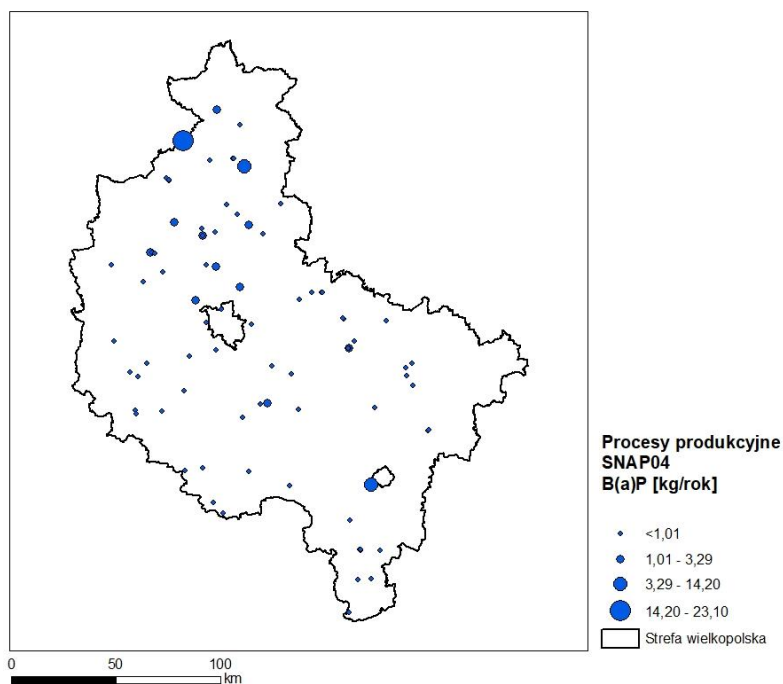 Procesy produkcyjne
SNAP04
B(a)P [kg/rok]
<1,01
1,01 - 3,29
3,29 - 14,20
14,20 - 23,10
Strefa wielkopolska
0 50 100
km